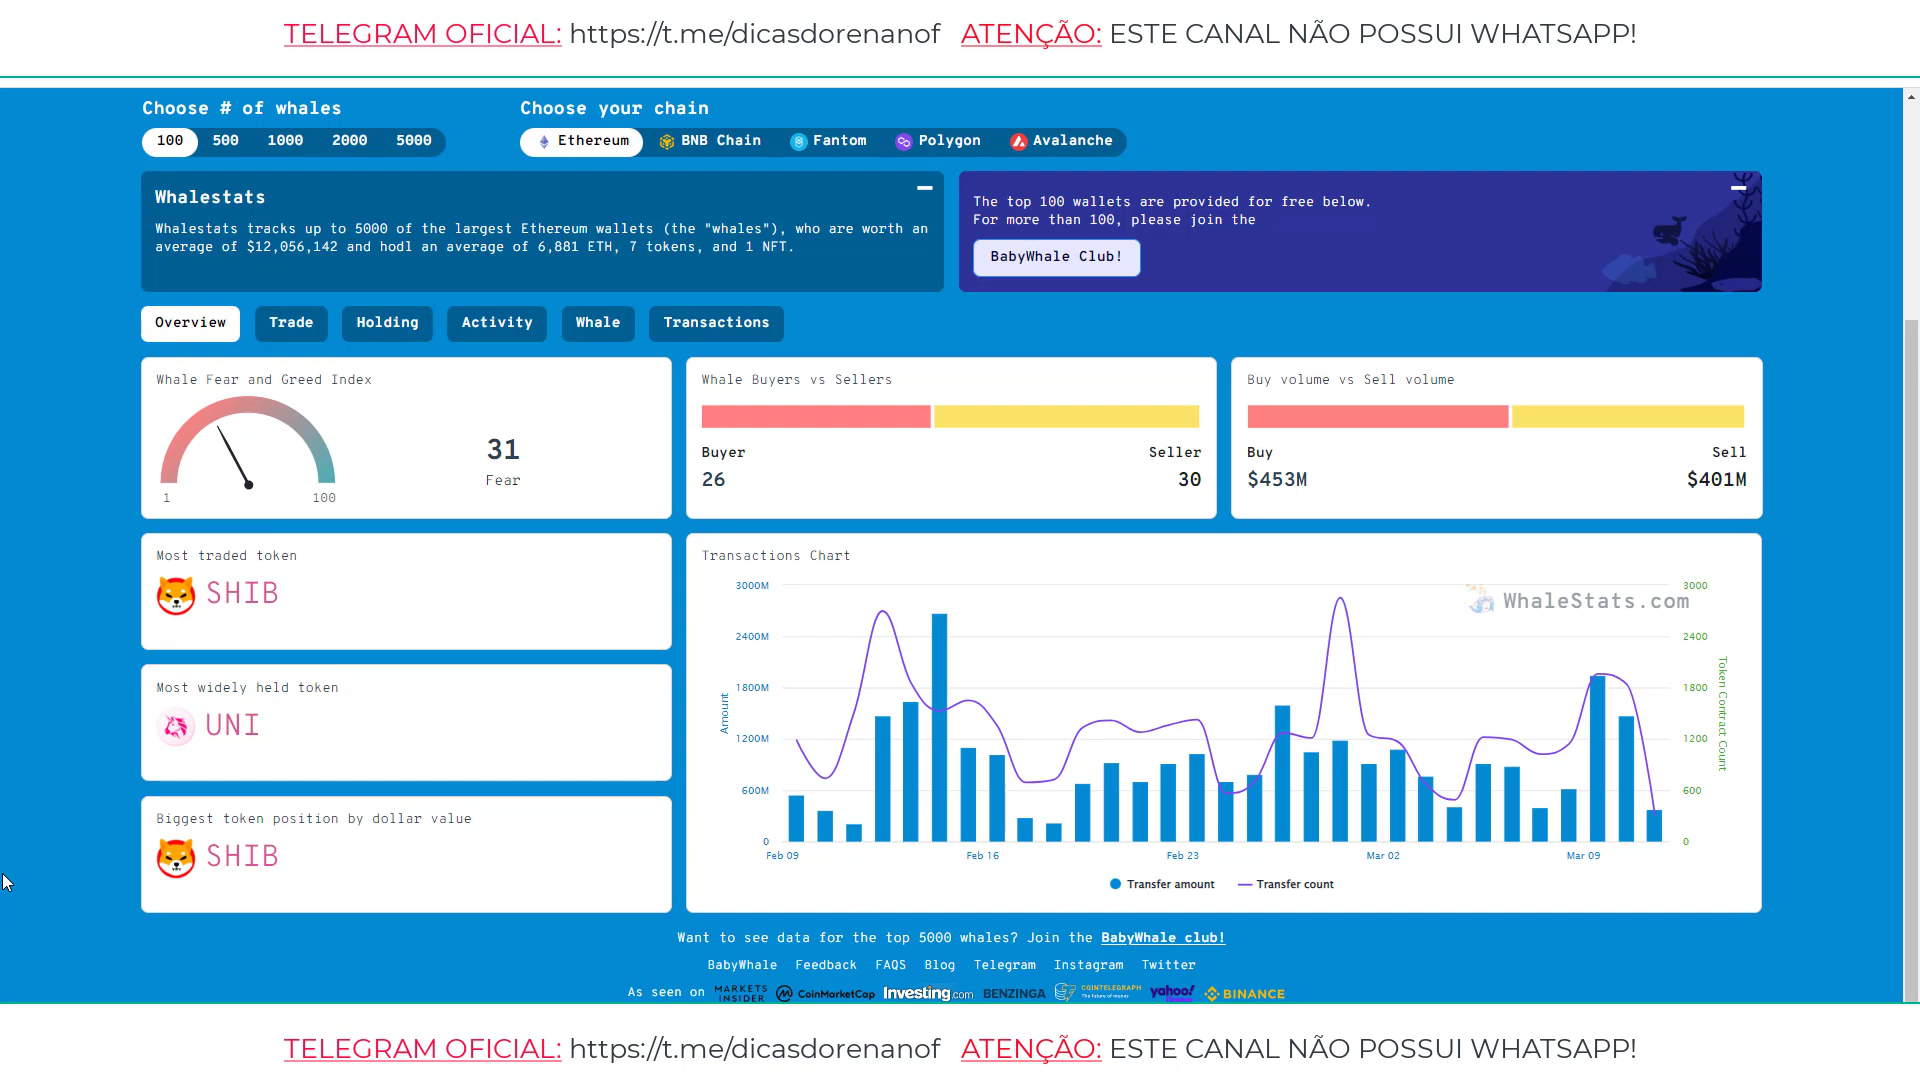 TELEGRAM OFICIAL: https://t.me/dicasdorenanof ATENÇÃO: ESTE CANAL NÃO POSSUI WHATSAPP!
Choose # of whales
100 500 1000 2000 5000
Choose your chain
Ethereum BNB Chain Fantom Polygon Avalanche
Whalestats
Whalestats tracks up to 5000 of the largest Ethereum wallets (the "whales"), who are worth an
average of $12,056,142 and hodl an average of 6,881 ETH, 7 tokens, and 1 NFT.
The top 100 wallets are provided for free below.
For more than 100, please join the
BabyWhale Club!
Overview Trade Holding Activity Whale Transactions
Whale Fear and Greed Index
31
Fear
1 100
Whale Buyers vs Sellers
Buyer Seller
26 30
Buy volume vs Sell volume
Buy Sell
$453M $401M
Most traded token
SHIB
Most widely held token
UNI
Biggest token position by dollar value
SHIB
Transactions Chart
WhaleStats.com
3000M 3000
2400M 2400
1800M 1800
1200M 1200
600M 600
0 0
Amount
Token Contract Count
Feb 09 Feb 16 Feb 23 Mar 02 Mar 09
Transfer amount Transfer count
Want to see data for the top 5000 whales? Join the BabyWhale club!
BabyWhale Feedback FAQS Blog Telegram Instagram Twitter
As seen on MARKETS INSIDER CoinMarketCap Investing.com BENZINGA COINTELEGRAPH The future of money yahoo! BINANCE
TELEGRAM OFICIAL: https://t.me/dicasdorenanof ATENÇÃO: ESTE CANAL NÃO POSSUI WHATSAPP!